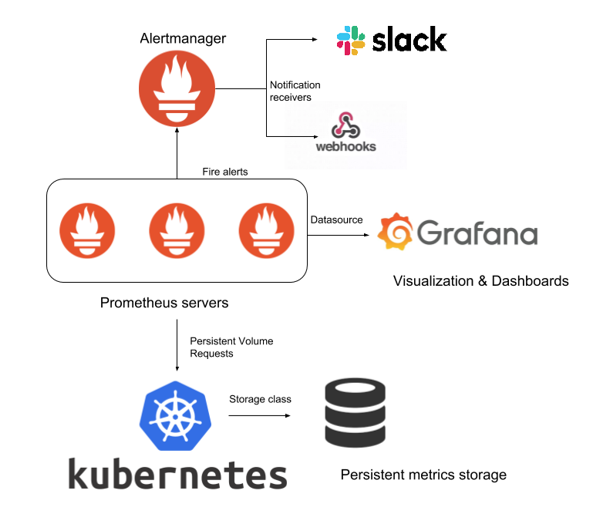 Alertmanager
slack
Notification
receivers
webhooks
Fire alerts
Datasource
Grafana
Visualization & Dashboards
Prometheus servers
Persistent Volume
Requests
Storage class
kubernetes
Persistent metrics storage